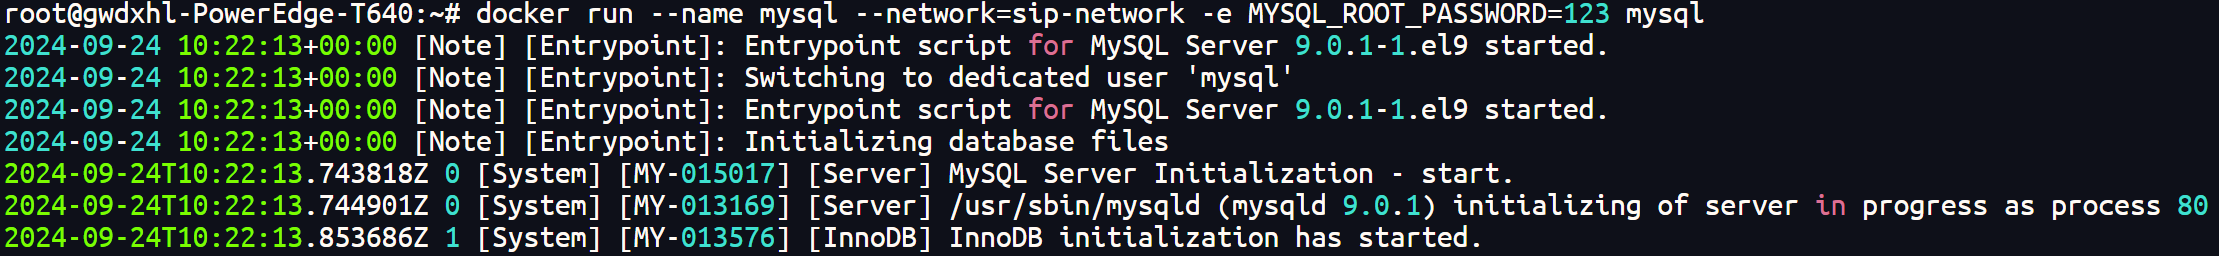 root@gwdxhl-PowerEdge-T640:~# docker run --name mysql --network=sip-network -e MYSQL_ROOT_PASSWORD=123 mysql
2024-09-24 10:22:13+00:00 [Note] [Entrypoint]: Entrypoint script for MySQL Server 9.0.1-1.el9 started.
2024-09-24 10:22:13+00:00 [Note] [Entrypoint]: Switching to dedicated user 'mysql'
2024-09-24 10:22:13+00:00 [Note] [Entrypoint]: Entrypoint script for MySQL Server 9.0.1-1.el9 started.
2024-09-24 10:22:13+00:00 [Note] [Entrypoint]: Initializing database files
2024-09-24T10:22:13.743818Z 0 [System] [MY-015017] [Server] MySQL Server Initialization - start.
2024-09-24T10:22:13.744901Z 0 [System] [MY-013169] [Server] /usr/sbin/mysqld (mysqld 9.0.1) initializing of server in progress as process 80
2024-09-24T10:22:13.853686Z 1 [System] [MY-013576] [InnoDB] InnoDB initialization has started.